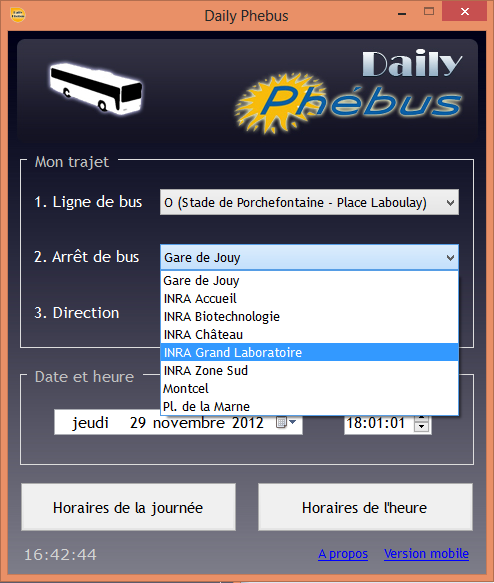 Daily Phebus
Daily
Phébus
Mon trajet
1. Ligne de bus
O (Stade de Porchefontaine - Place Laboulay)
2. Arrêt de bus
Gare de Jouy
Gare de Jouy
INRA Accueil
INRA Biotechnologie
INRA Château
3. Direction
INRA Grand Laboratoire
INRA Zone Sud
Date et heure
Montcel
Pl. de la Marne
jeudi 29 novembre 2012
18:01:01
Horaires de la journée
Horaires de l'heure
16:42:44
A propos
Version mobile